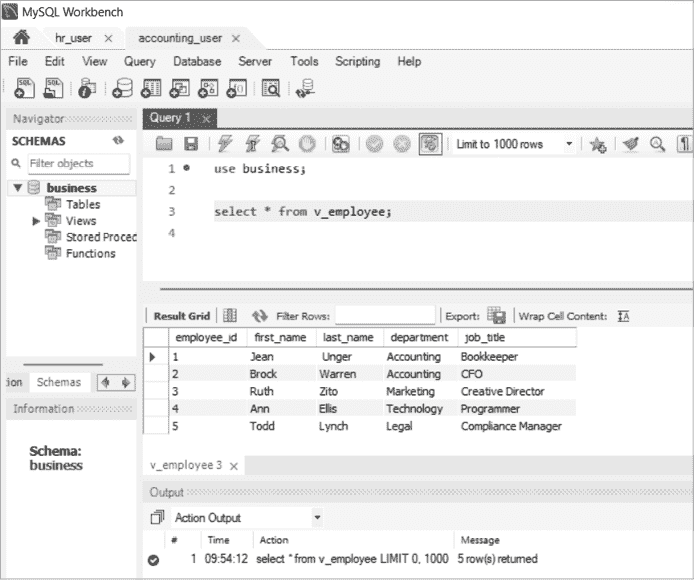 MySQL Workbench
hr_user × accounting_user ×
File Edit View Query Database Server Tools Scripting Help
Navigator
SCHEMAS
Filter objects
business
Tables
Views
Stored Proced
Functions
ion Schemas
Information
Schema:
business
Query 1 ×
Limit to 1000 rows
1 use business;
2
3 select * from v_employee;
4
Result Grid Filter Rows: Export: Wrap Cell Content:
employee_id first_name last_name department job_title
1 Jean Unger Accounting Bookkeeper
2 Brock Warren Accounting CFO
3 Ruth Zito Marketing Creative Director
4 Ann Ellis Technology Programmer
5 Todd Lynch Legal Compliance Manager
v_employee 3 ×
Output
Action Output
# Time Action Message
1 09:54:12 select * from v_employee LIMIT 0, 1000 5 row(s) returned